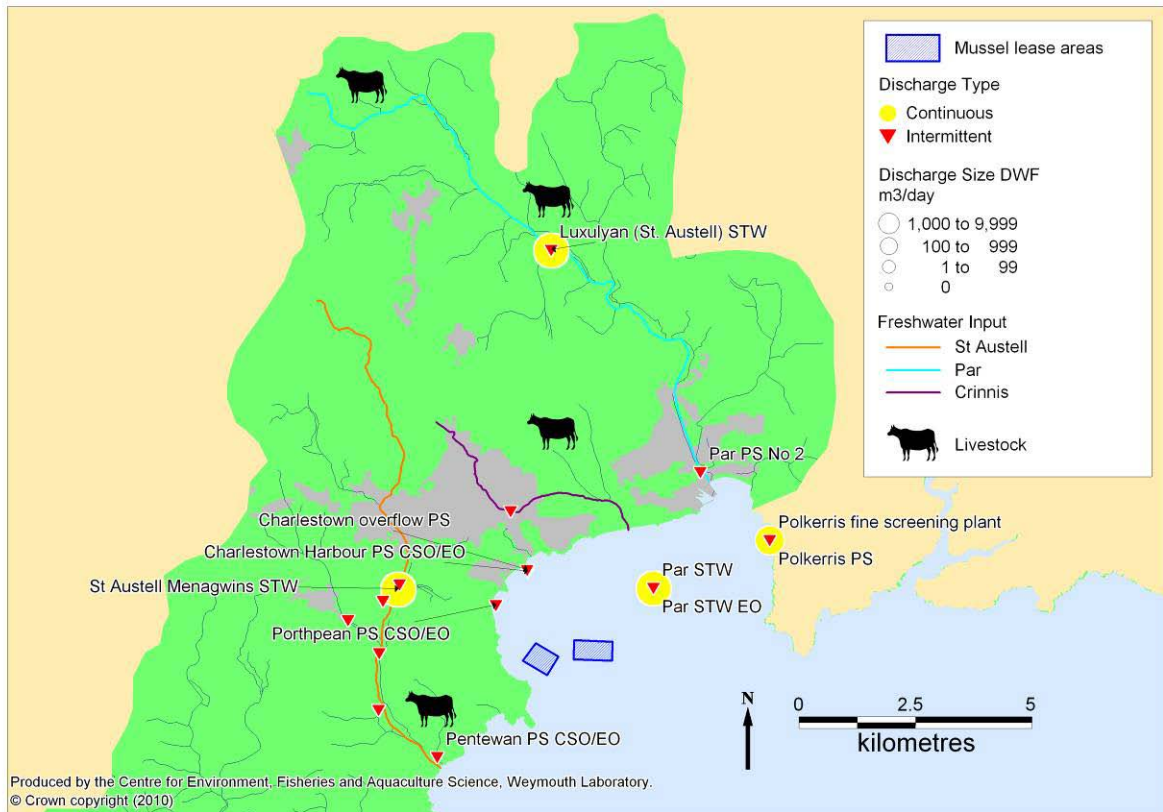 Mussel lease areas
Discharge Type
Continuous
Intermittent
Discharge Size DWF
m3/day
1,000 to 9,999
100 to 999
1 to 99
0
Freshwater Input
St Austell
Par
Crinnis
Livestock
Luxulyan (St. Austell) STW
Par PS No 2
Charlestown overflow PS
Polkerris fine screening plant
Charlestown Harbour PS CSO/EO
Polkerris PS
St Austell Menagwins STW
Par STW
Par STW EO
Porthpean PS CSO/EO
Pentewan PS CSO/EO
N
0 2.5 5
kilometres
Produced by the Centre for Environment, Fisheries and Aquaculture Science, Weymouth Laboratory.
© Crown copyright (2010)